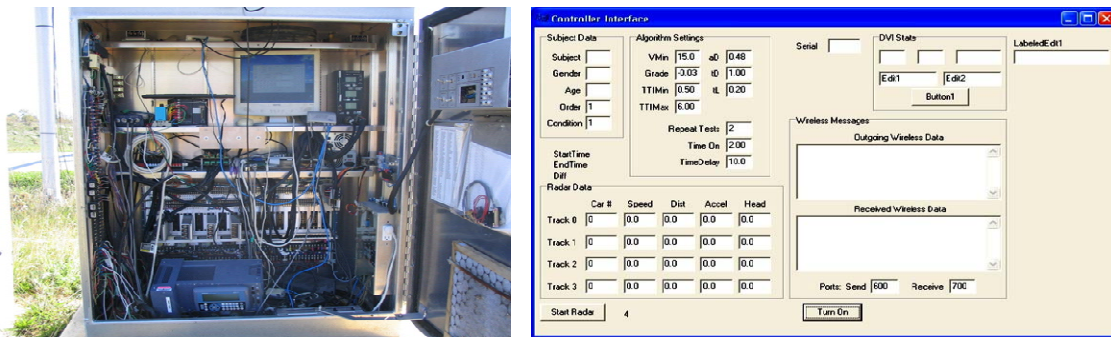 Controller Interface
Subject Data
Subject
Gender
Age
Order 1
Condition 1
StartTime
EndTime
Diff
Algorithm Settings
VMin 15.0 aD 0.48
Grade -0.03 tD 1.00
TTIMin 0.50 tL 0.20
TTIMax 6.00
Repeat Tests 2
Time On 2.00
TimeDelay 10.0
Serial
DVI Stats
Edit1 Edit2
Button1
LabeledEdit1
Radar Data
Car # Speed Dist Accel Head
Track 0 0 0.0 0.0 0.0 0.0
Track 1 0 0.0 0.0 0.0 0.0
Track 2 0 0.0 0.0 0.0 0.0
Track 3 0 0.0 0.0 0.0 0.0
Start Radar 4
Wireless Messages
Outgoing Wireless Data
Received Wireless Data
Ports: Send 600 Receive 700
Turn On